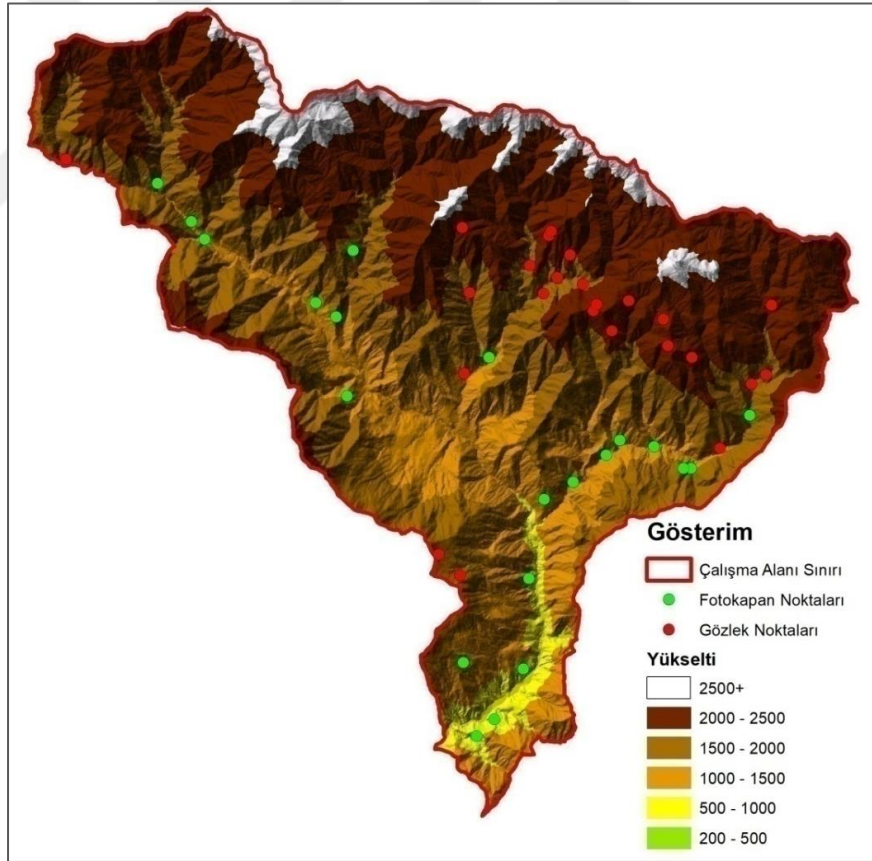 Gösterim
Çalışma Alanı Sınırı
Fotokapan Noktaları
Gözlek Noktaları
Yükselti
2500+
2000 - 2500
1500 - 2000
1000 - 1500
500 - 1000
200 - 500